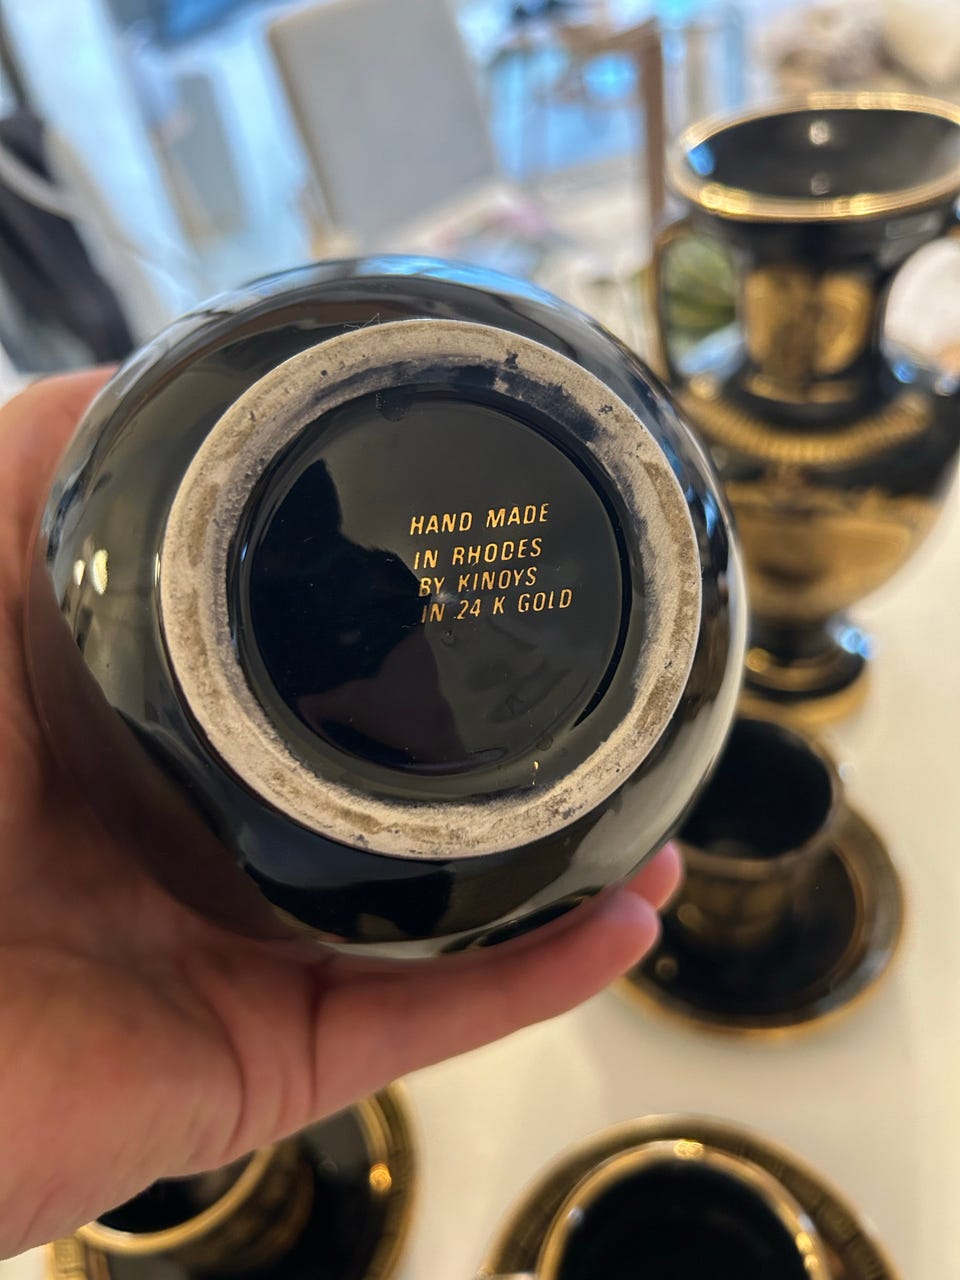 HAND MADE
IN RHODES
BY KINOYS
IN 24 K GOLD